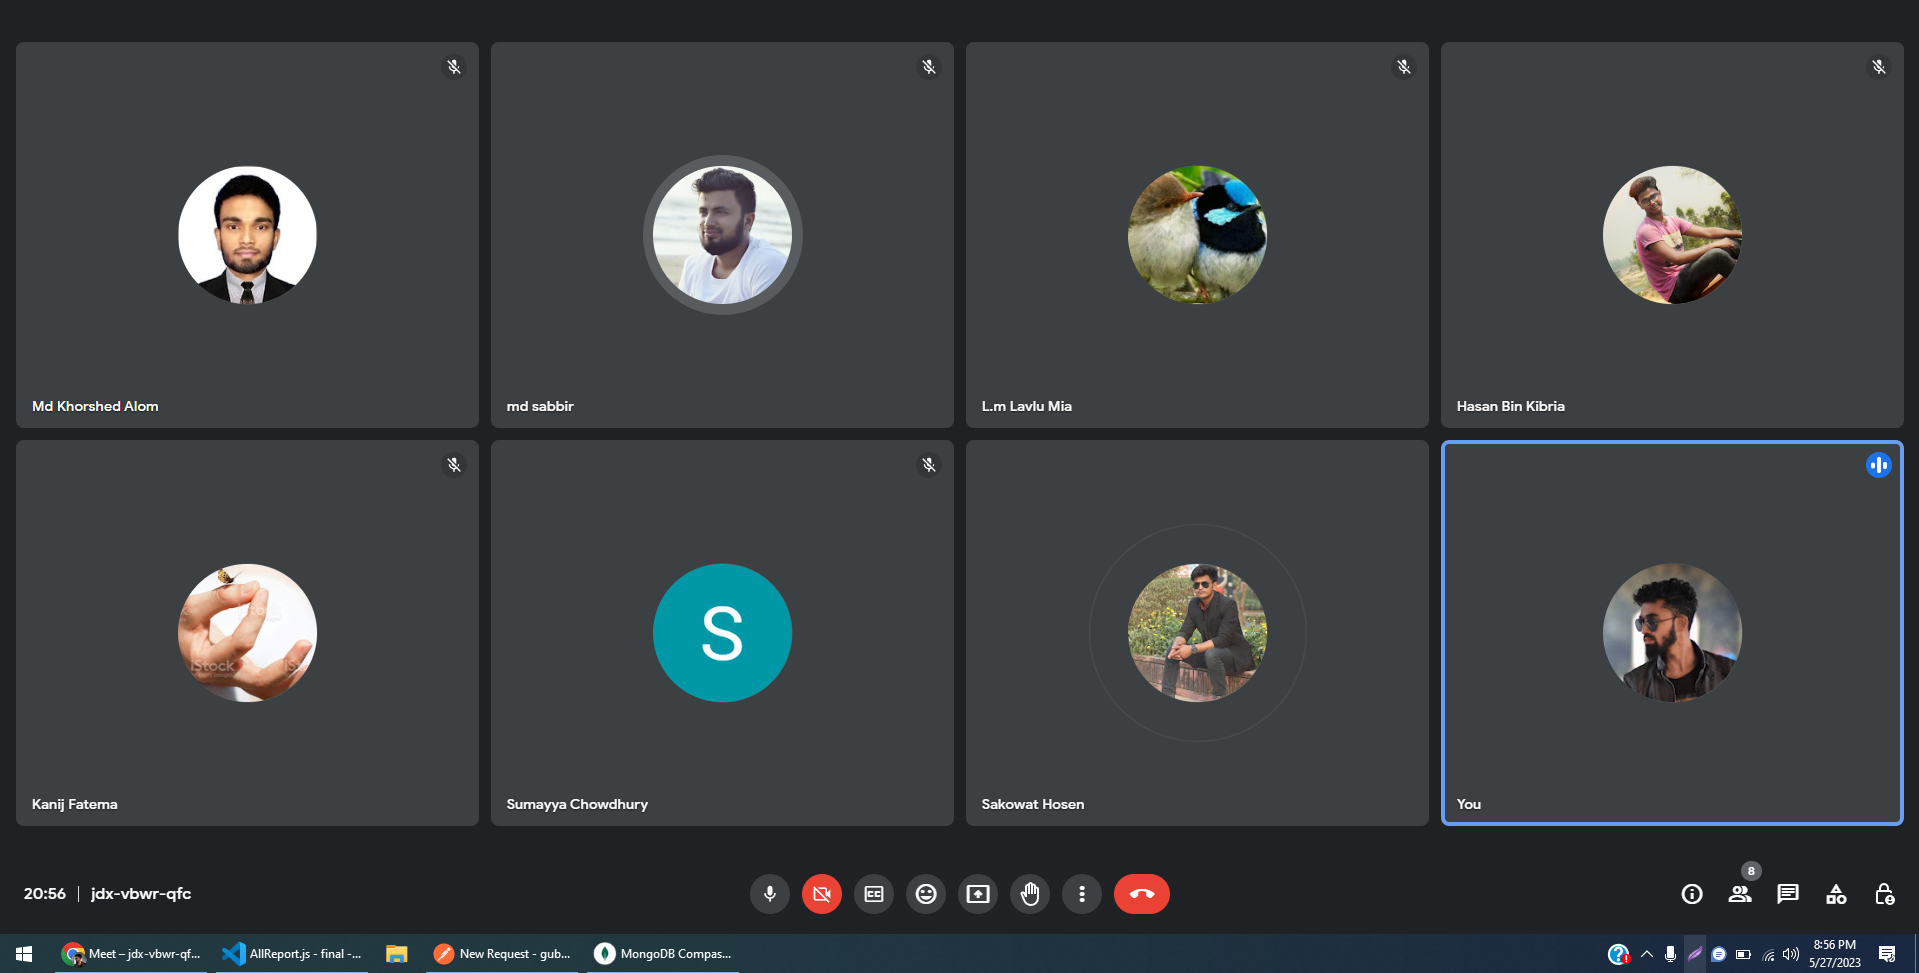 Md Khorshed Alom
md sabbir
L.m Lavlu Mia
Hasan Bin Kibria
iStock
Kanij Fatema
S
Sumayya Chowdhury
Sakowat Hosen
You
20:56 | jdx-vbwr-qfc
8
Meet – jdx-vbwr-qf...
AllReport.js - final -...
New Request - gub...
MongoDB Compas...
8:56 PM
5/27/2023